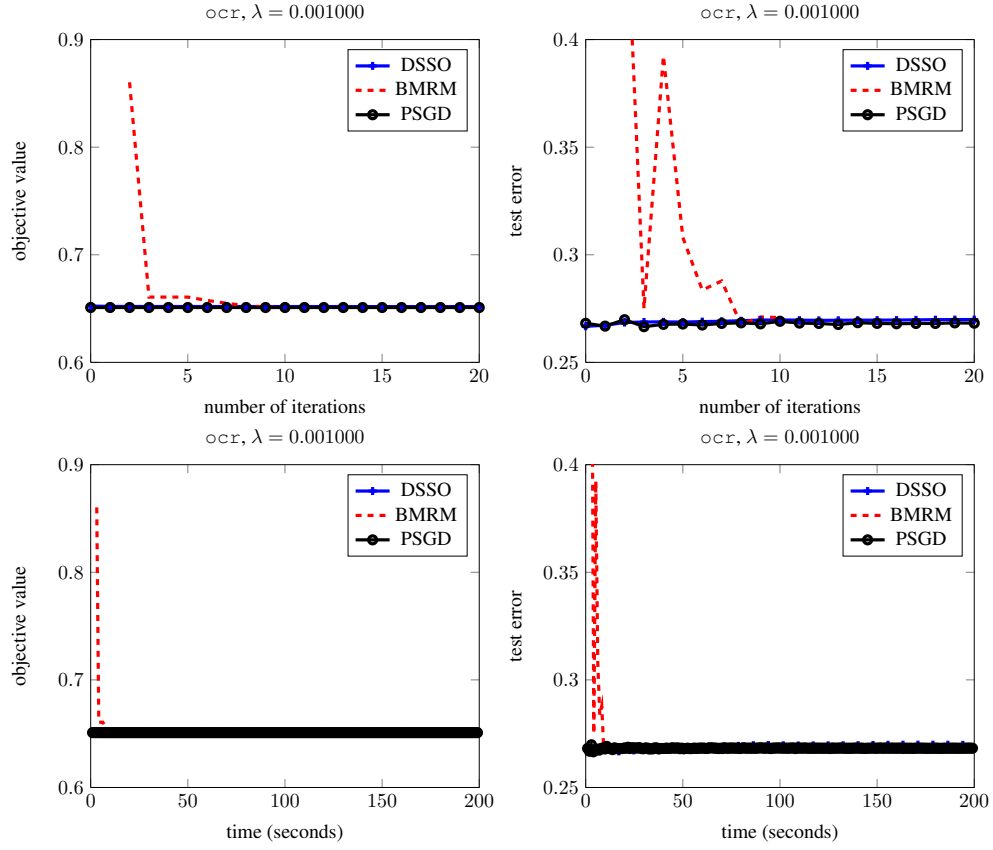 ocr, λ = 0.001000
0.9
0.8
0.7
0.6
objective value
0 5 10 15 20
number of iterations
DSSO
BMRM
PSGD
ocr, λ = 0.001000
0.4
0.35
0.3
0.25
test error
0 5 10 15 20
number of iterations
DSSO
BMRM
PSGD
ocr, λ = 0.001000
0.9
0.8
0.7
0.6
objective value
0 50 100 150 200
time (seconds)
DSSO
BMRM
PSGD
ocr, λ = 0.001000
0.4
0.35
0.3
0.25
test error
0 50 100 150 200
time (seconds)
DSSO
BMRM
PSGD